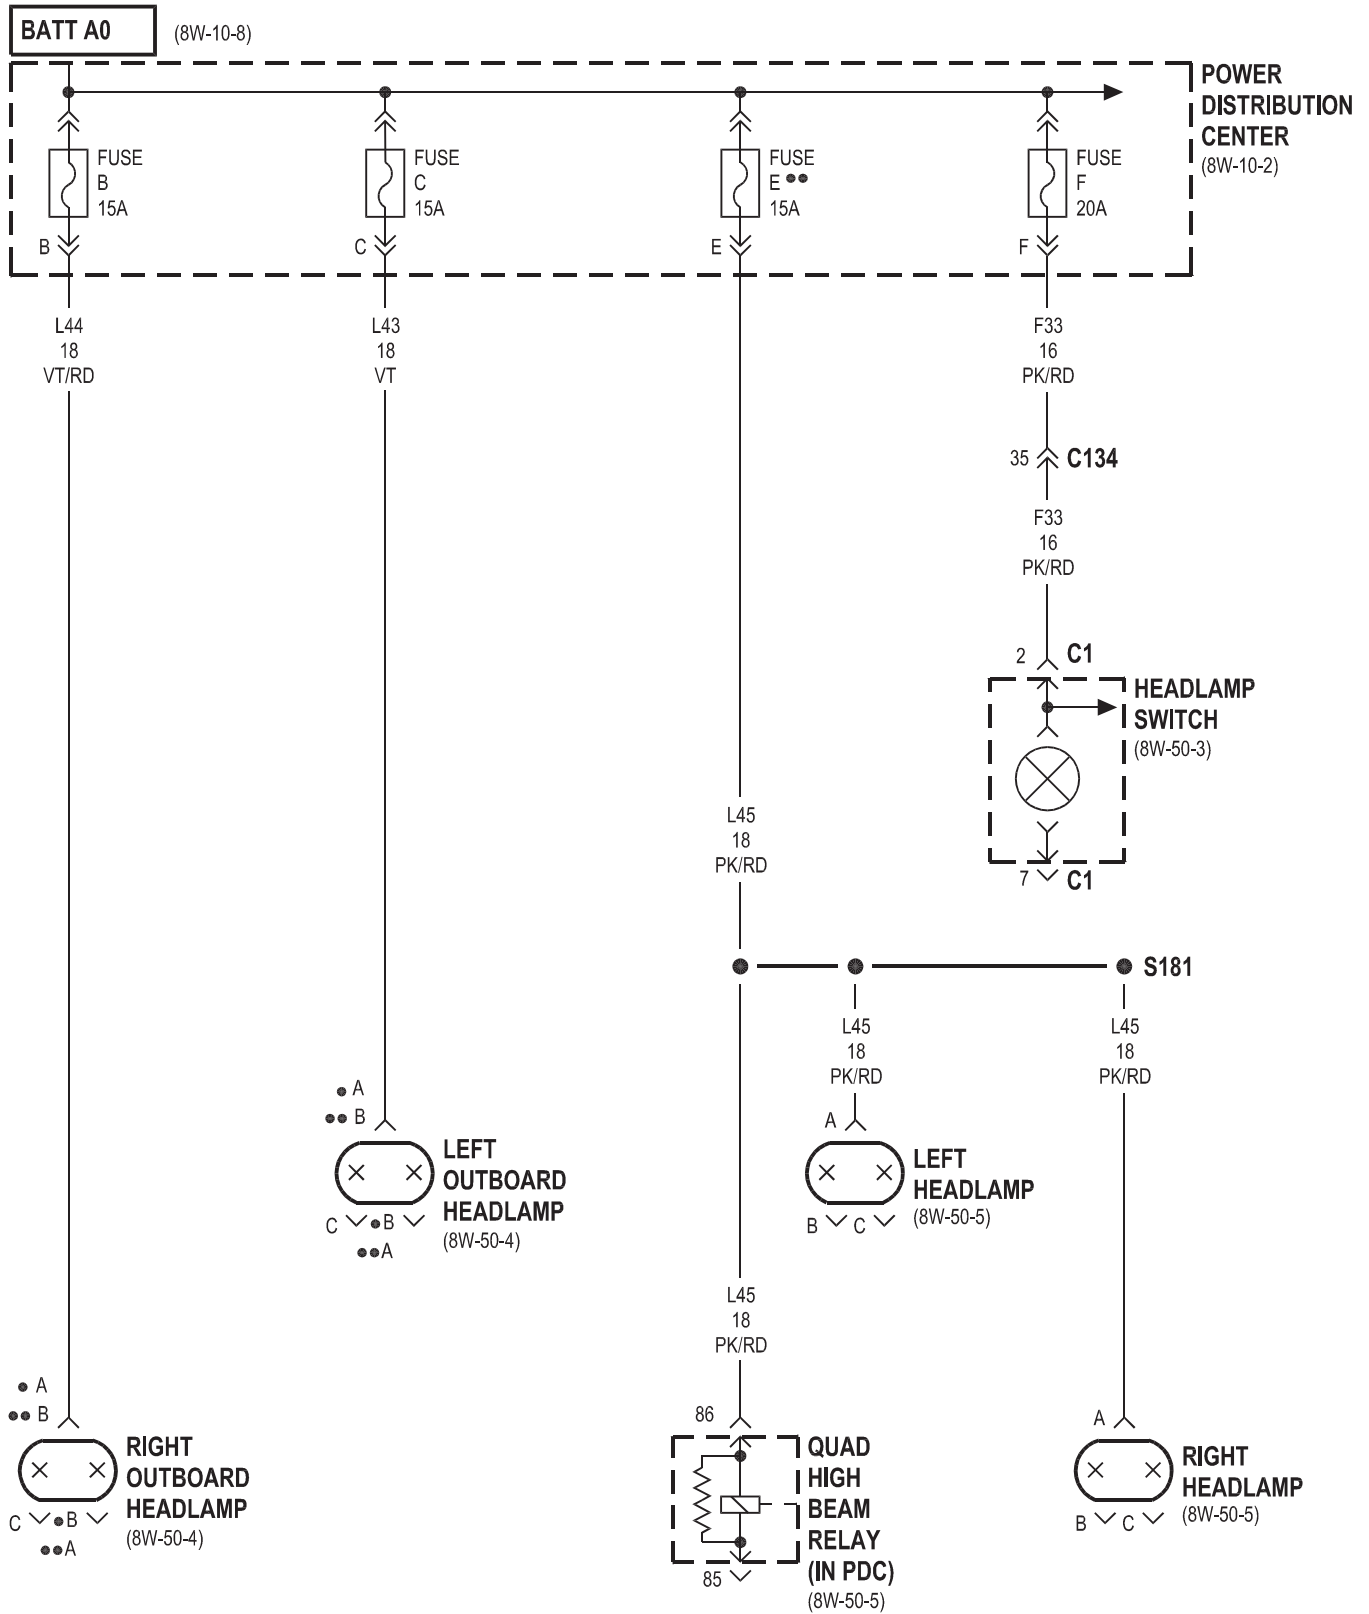 BATT A0
(8W-10-8)
POWER
DISTRIBUTION
CENTER
(8W-10-2)
FUSE
B
15A
FUSE
C
15A
FUSE
E ●●
15A
FUSE
F
20A
B
C
E
F
L44
18
VT/RD
L43
18
VT
F33
16
PK/RD
35
C134
F33
16
PK/RD
2
C1
HEADLAMP
SWITCH
(8W-50-3)
7
C1
L45
18
PK/RD
S181
L45
18
PK/RD
L45
18
PK/RD
● A
●● B
LEFT
OUTBOARD
HEADLAMP
(8W-50-4)
C
●B
●●A
A
LEFT
HEADLAMP
(8W-50-5)
B
C
L45
18
PK/RD
● A
●● B
RIGHT
OUTBOARD
HEADLAMP
(8W-50-4)
C
●B
●●A
86
QUAD
HIGH
BEAM
RELAY
(IN PDC)
(8W-50-5)
85
A
RIGHT
HEADLAMP
(8W-50-5)
B
C